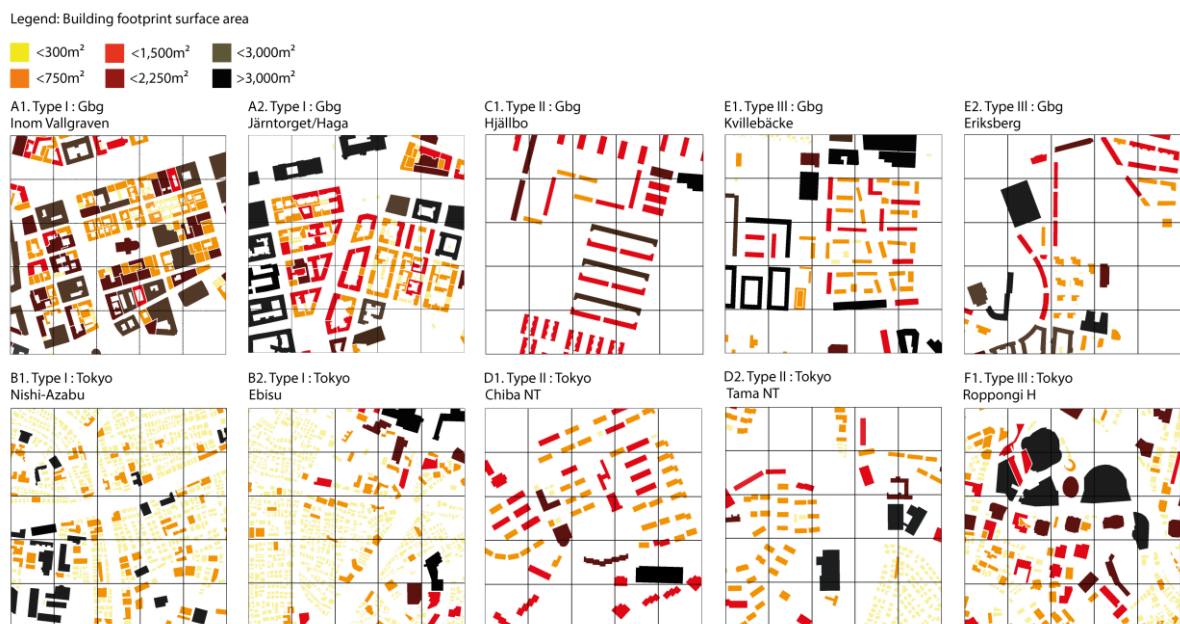 Legend: Building footprint surface area
<300m² <1,500m² <3,000m²
<750m² <2,250m² >3,000m²
A1. Type I : Gbg
Inom Vallgraven
A2. Type I : Gbg
Järntorget/Haga
C1. Type II : Gbg
Hjällbo
E1. Type III : Gbg
Kvillebäcke
E2. Type III : Gbg
Eriksberg
B1. Type I : Tokyo
Nishi-Azabu
B2. Type I : Tokyo
Ebisu
D1. Type II : Tokyo
Chiba NT
D2. Type II : Tokyo
Tama NT
F1. Type III : Tokyo
Roppongi H